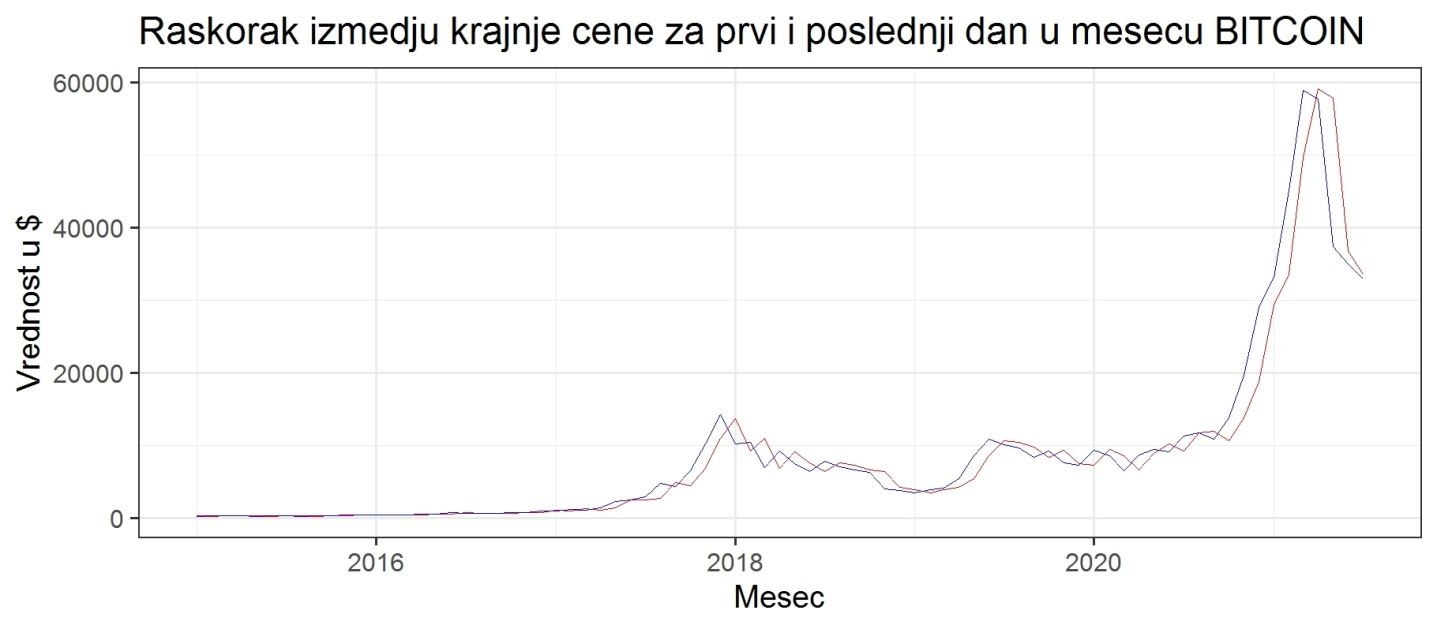 Raskorak izmedju krajnje cene za prvi i poslednji dan u mesecu BITCOIN
60000
40000
20000
0
Vrednost u $
2016
2018
2020
Mesec